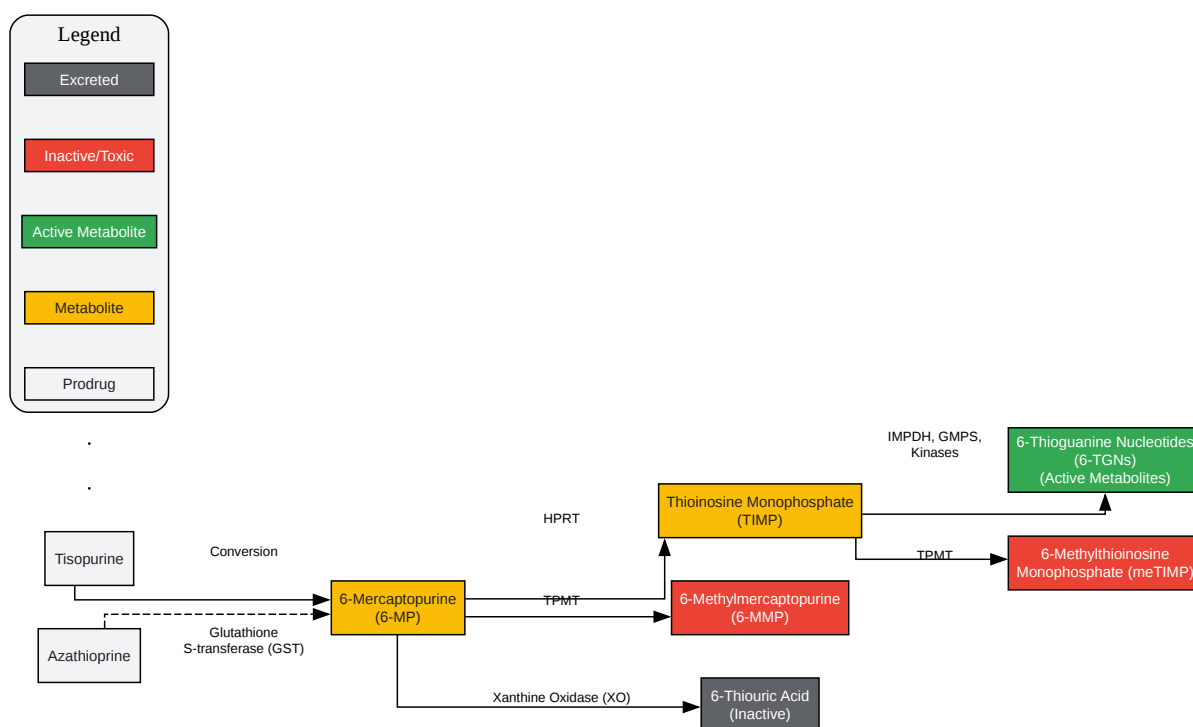 Legend
Excreted
Inactive/Toxic
Active Metabolite
Metabolite
Prodrug
.
.
Tisopurine
Azathioprine
Conversion
Glutathione
S-transferase (GST)
6-Mercaptopurine
(6-MP)
HPRT
TPMT
Xanthine Oxidase (XO)
Thioinosine Monophosphate
(TIMP)
6-Methylmercaptopurine
(6-MMP)
6-Thiouric Acid
(Inactive)
IMPDH, GMPS,
Kinases
TPMT
6-Thioguanine Nucleotides
(6-TGNs)
(Active Metabolites)
6-Methylthioinosine
Monophosphate (meTIMP)